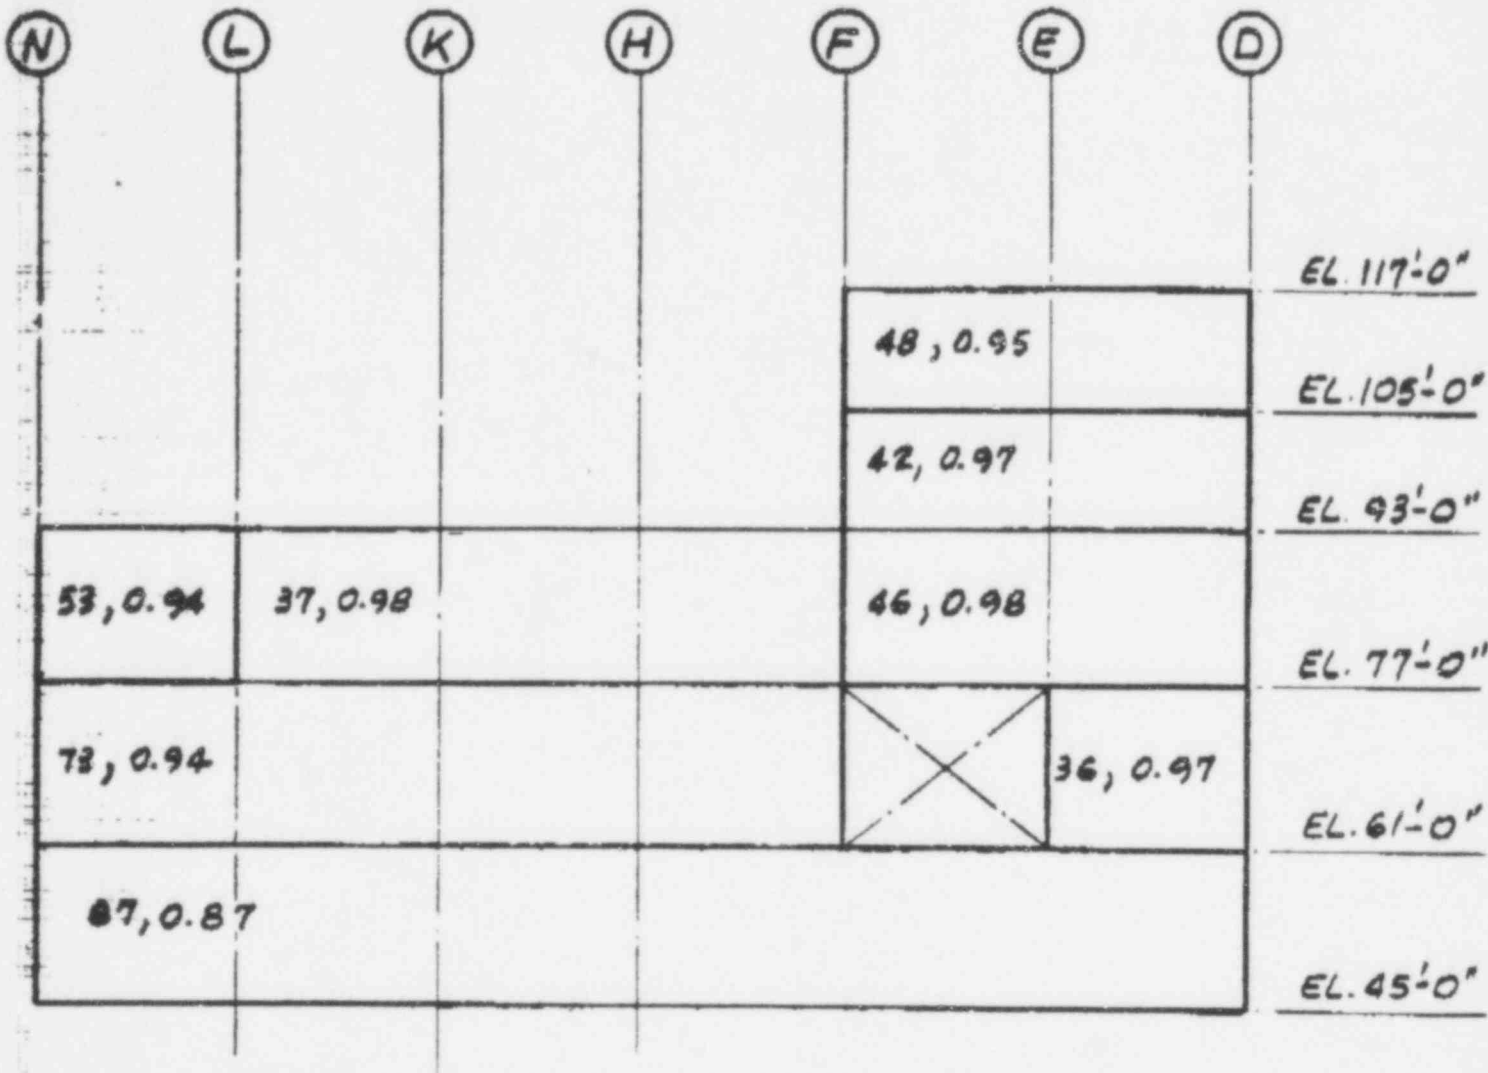 N L K H F E D
EL. 117'-0"
48, 0.95
EL. 105'-0"
42, 0.97
EL. 93'-0"
53, 0.94 37, 0.98 46, 0.98
EL. 77'-0"
73, 0.94 36, 0.97
EL. 61'-0"
87, 0.87
EL. 45'-0"